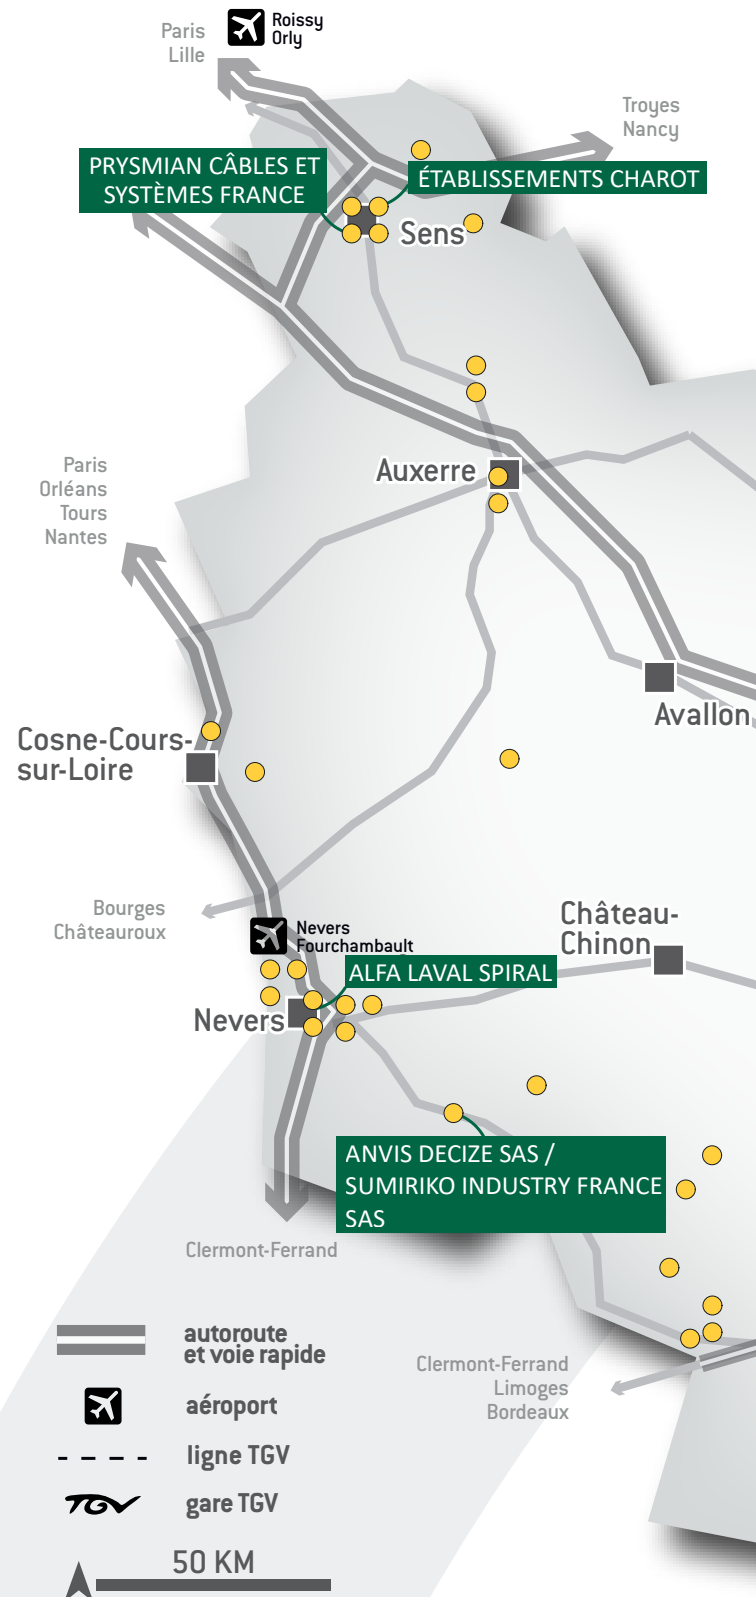 Paris
Lille
Roissy
Orly
Troyes
Nancy
PRYSMIAN CÂBLES ET
SYSTÈMES FRANCE
ÉTABLISSEMENTS CHAROT
Sens
Auxerre
Paris
Orléans
Tours
Nantes
Avallon
Cosne-Cours-
sur-Loire
Bourges
Châteauroux
Nevers
Fourchambault
Château-
Chinon
ALFA LAVAL SPIRAL
Nevers
ANVIS DECIZE SAS /
SUMIRIKO INDUSTRY FRANCE
SAS
Clermont-Ferrand
autoroute
et voie rapide
Clermont-Ferrand
Limoges
Bordeaux
aéroport
ligne TGV
TGV gare TGV
50 KM